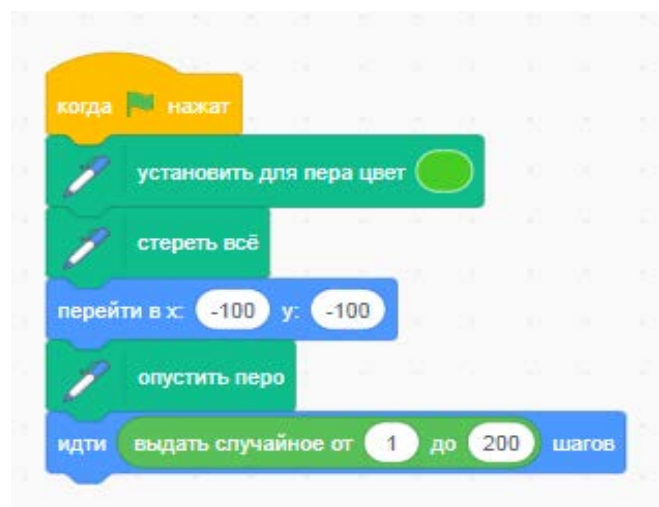 когда нажат
установить для пера цвет
стереть всё
перейти в x: -100 y: -100
опустить перо
идти выдать случайное от 1 до 200 шагов